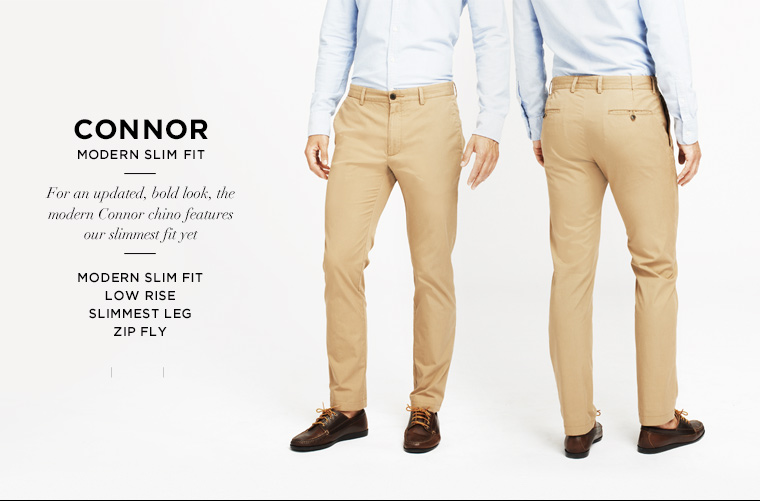 CONNOR
MODERN SLIM FIT
For an updated, bold look, the
modern Connor chino features
our slimmest fit yet
MODERN SLIM FIT
LOW RISE
SLIMMEST LEG
ZIP FLY